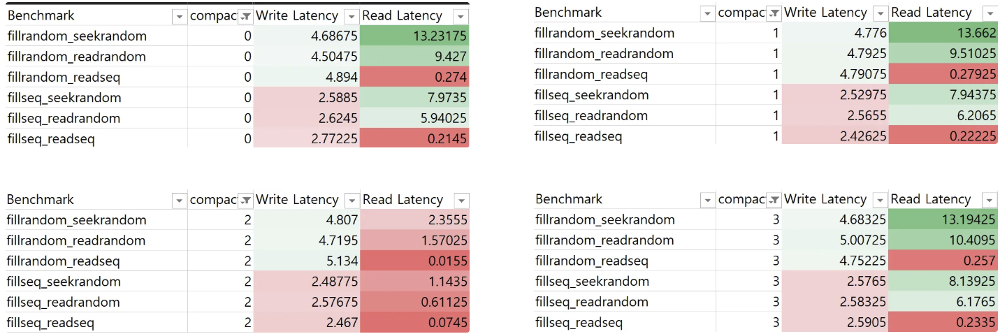 Benchmark compac Write Latency Read Latency
fillrandom_seekrandom 0 4.68675 13.23175
fillrandom_readrandom 0 4.50475 9.427
fillrandom_readseq 0 4.894 0.274
fillseq_seekrandom 0 2.5885 7.9735
fillseq_readrandom 0 2.6245 5.94025
fillseq_readseq 0 2.77225 0.2145
Benchmark compac Write Latency Read Latency
fillrandom_seekrandom 1 4.776 13.662
fillrandom_readrandom 1 4.7925 9.51025
fillrandom_readseq 1 4.79075 0.27925
fillseq_seekrandom 1 2.52975 7.94375
fillseq_readrandom 1 2.5655 6.2065
fillseq_readseq 1 2.42625 0.22225
Benchmark compac Write Latency Read Latency
fillrandom_seekrandom 2 4.807 2.3555
fillrandom_readrandom 2 4.7195 1.57025
fillrandom_readseq 2 5.134 0.0155
fillseq_seekrandom 2 2.48775 1.1435
fillseq_readrandom 2 2.57675 0.61125
fillseq_readseq 2 2.467 0.0745
Benchmark compac Write Latency Read Latency
fillrandom_seekrandom 3 4.68325 13.19425
fillrandom_readrandom 3 5.00725 10.4095
fillrandom_readseq 3 4.75225 0.257
fillseq_seekrandom 3 2.5765 8.13925
fillseq_readrandom 3 2.58325 6.1765
fillseq_readseq 3 2.5905 0.2335